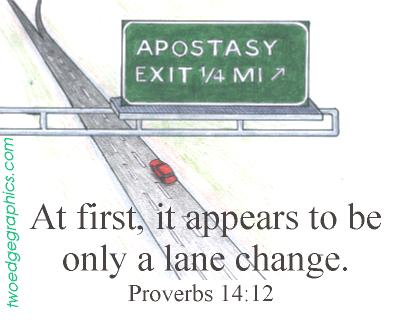 APOSTASY
EXIT 1/4 MI ↗
At first, it appears to be
only a lane change.
Proverbs 14:12
twoedgegraphics.com